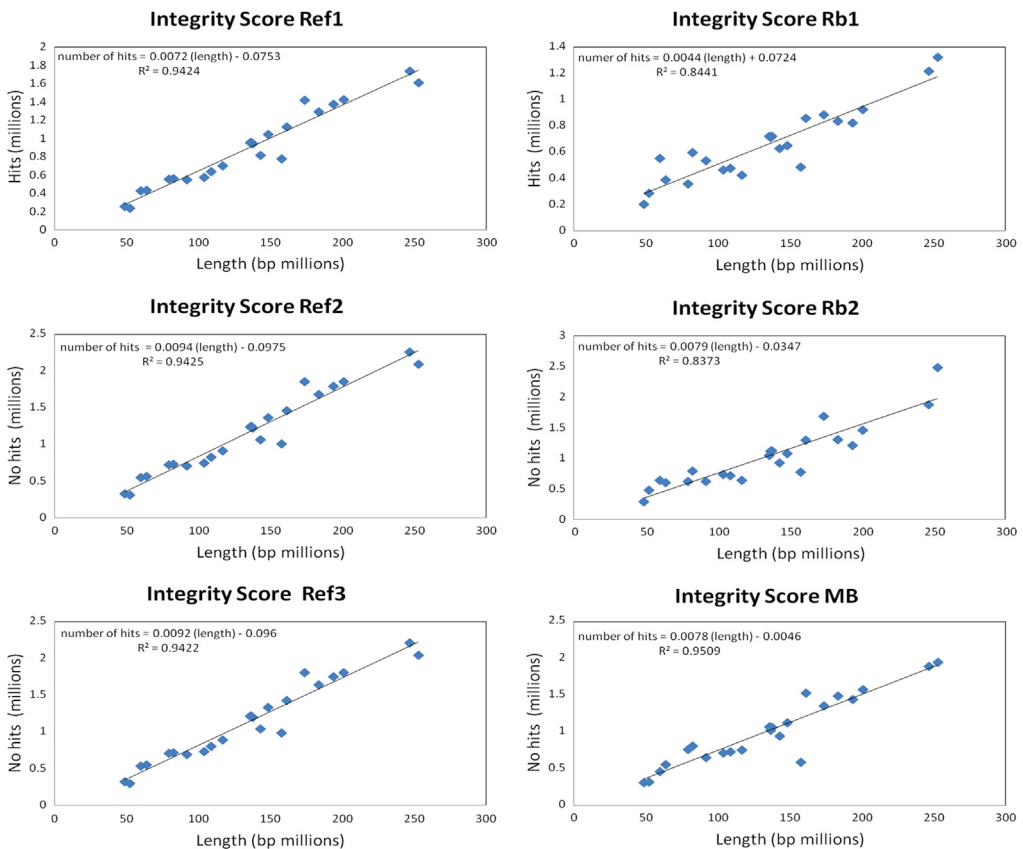 Integrity Score Ref1
number of hits = 0.0072 (length) - 0.0753
R² = 0.9424
Hits (millions)
2
1.8
1.6
1.4
1.2
1
0.8
0.6
0.4
0.2
0
0 50 100 150 200 250 300
Length (bp millions)
Integrity Score Rb1
numer of hits = 0.0044 (length) + 0.0724
R² = 0.8441
Hits (millions)
1.4
1.2
1
0.8
0.6
0.4
0.2
0
0 50 100 150 200 250 300
Length (bp millions)
Integrity Score Ref2
number of hits = 0.0094 (length) - 0.0975
R² = 0.9425
No hits (millions)
2.5
2
1.5
1
0.5
0
0 50 100 150 200 250 300
Length (bp millions)
Integrity Score Rb2
number of hits = 0.0079 (length) - 0.0347
R² = 0.8373
No hits (millions)
3
2.5
2
1.5
1
0.5
0
0 50 100 150 200 250 300
Length (bp millions)
Integrity Score Ref3
number of hits = 0.0092 (length) - 0.096
R² = 0.9422
No hits (millions)
2.5
2
1.5
1
0.5
0
0 50 100 150 200 250 300
Length (bp millions)
Integrity Score MB
number of hits = 0.0078 (length) - 0.0046
R² = 0.9509
No hits (millions)
2.5
2
1.5
1
0.5
0
0 50 100 150 200 250 300
Length (bp millions)